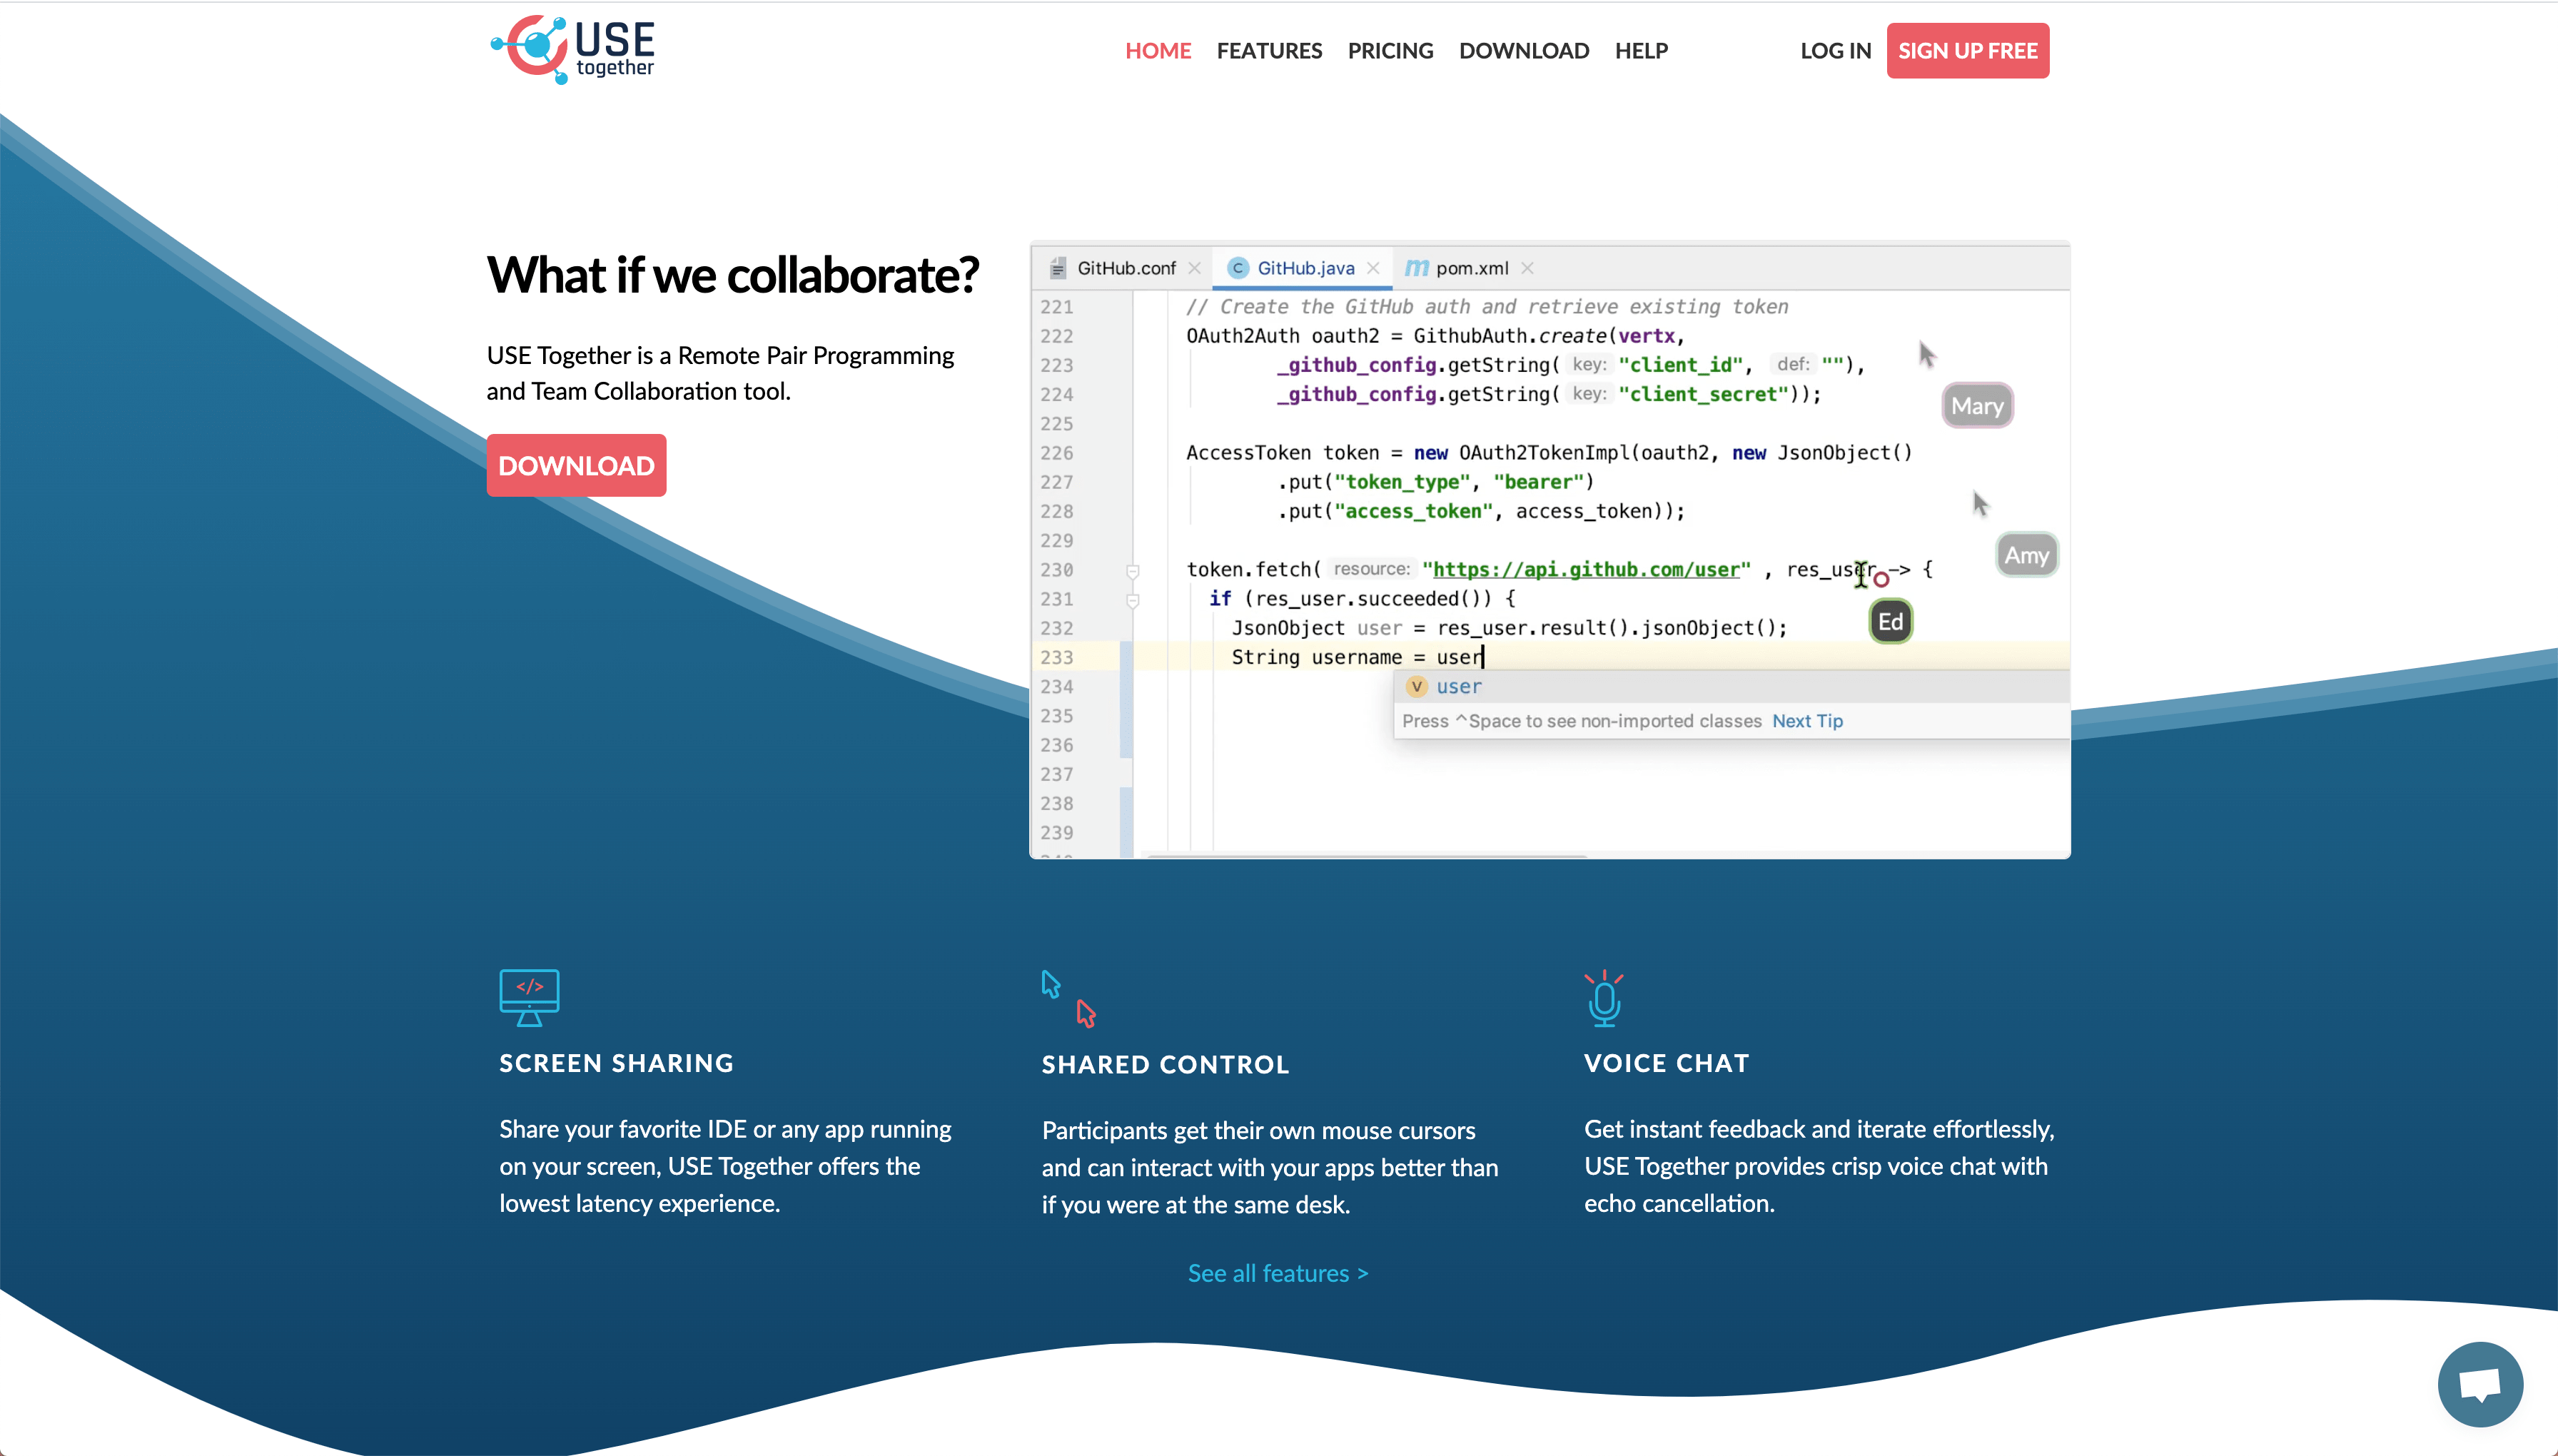 USE
together
HOME FEATURES PRICING DOWNLOAD HELP LOG IN SIGN UP FREE
What if we collaborate?
USE Together is a Remote Pair Programming
and Team Collaboration tool.
DOWNLOAD
GitHub.conf GitHub.java pom.xml
221 // Create the GitHub auth and retrieve existing token
222 OAuth2Auth oauth2 = GithubAuth.create(vertx,
223 _github_config.getString( key: "client_id", def: ""),
224 _github_config.getString( key: "client_secret"));
225
226 AccessToken token = new OAuth2TokenImpl(oauth2, new JsonObject()
227 .put("token_type", "bearer")
228 .put("access_token", access_token));
229
230 token.fetch( resource: "https://api.github.com/user" , res_user -> {
231 if (res_user.succeeded()) {
232 JsonObject user = res_user.result().jsonObject();
233 String username = user
234
235
236
237
238
239
Mary
Amy
Ed
V user
Press ^Space to see non-imported classes Next Tip
</>
SCREEN SHARING
Share your favorite IDE or any app running
on your screen, USE Together offers the
lowest latency experience.
SHARED CONTROL
Participants get their own mouse cursors
and can interact with your apps better than
if you were at the same desk.
VOICE CHAT
Get instant feedback and iterate effortlessly,
USE Together provides crisp voice chat with
echo cancellation.
See all features >